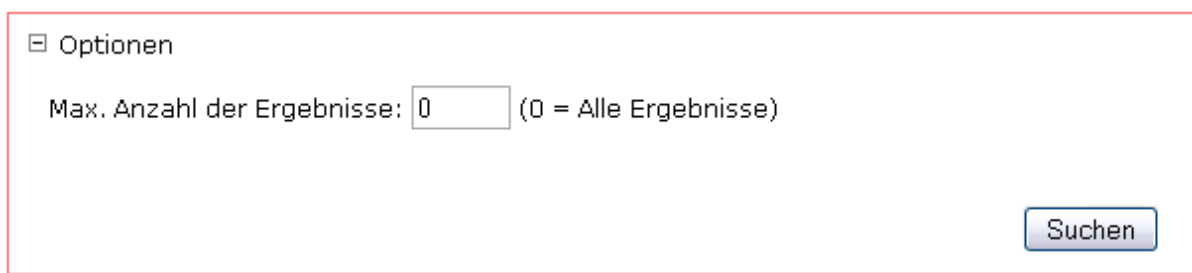 Optionen
Max. Anzahl der Ergebnisse: 0 (0 = Alle Ergebnisse)
Suchen